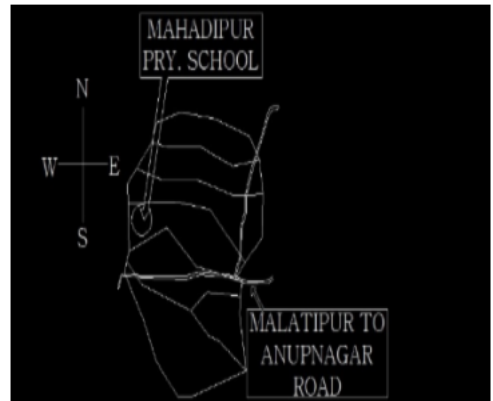 MAHADIPUR
PRY. SCHOOL
N
W
E
S
MALATIPUR TO
ANUPNAGAR
ROAD